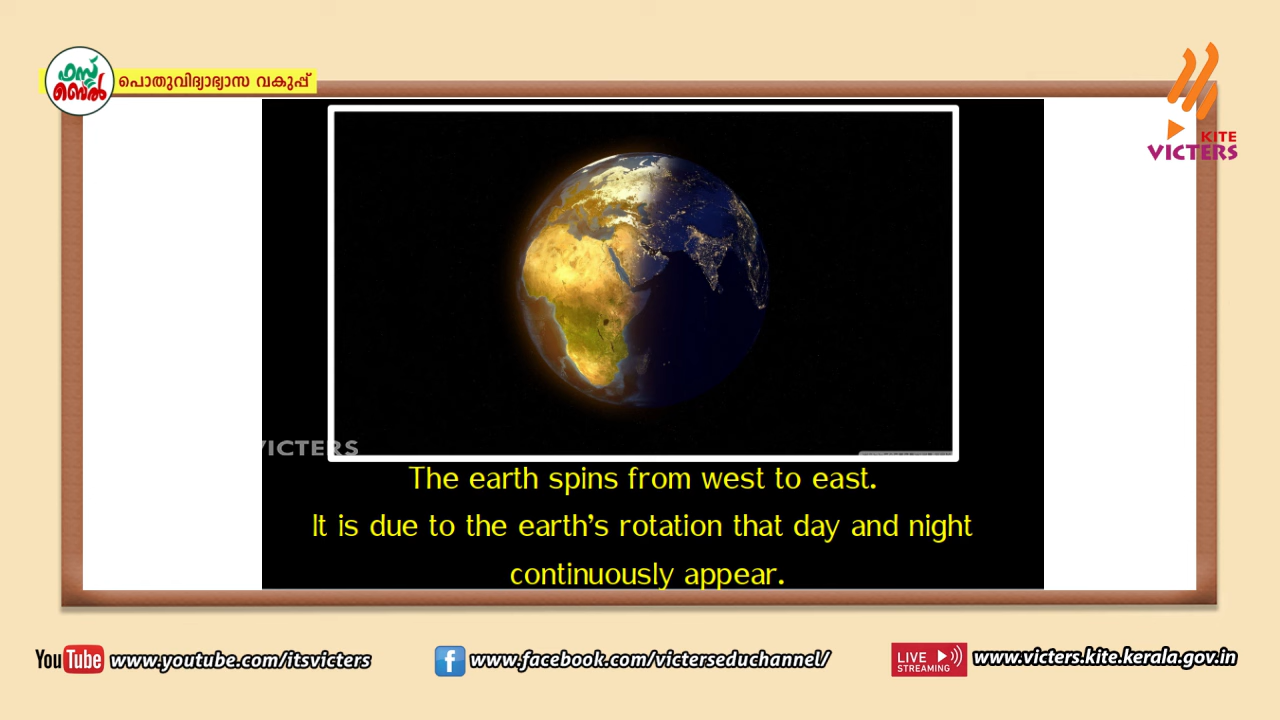 ഫസ്റ്റ്
ബെൽ
പൊതുവിദ്യാഭ്യാസ വകുപ്പ്
KITE
VICTERS
VICTERS
The earth spins from west to east.
It is due to the earth's rotation that day and night
continuously appear.
YouTube www.youtube.com/itsvicters
f www.facebook.com/victerseduchannel/
LIVE
STREAMING
www.victers.kite.kerala.gov.in